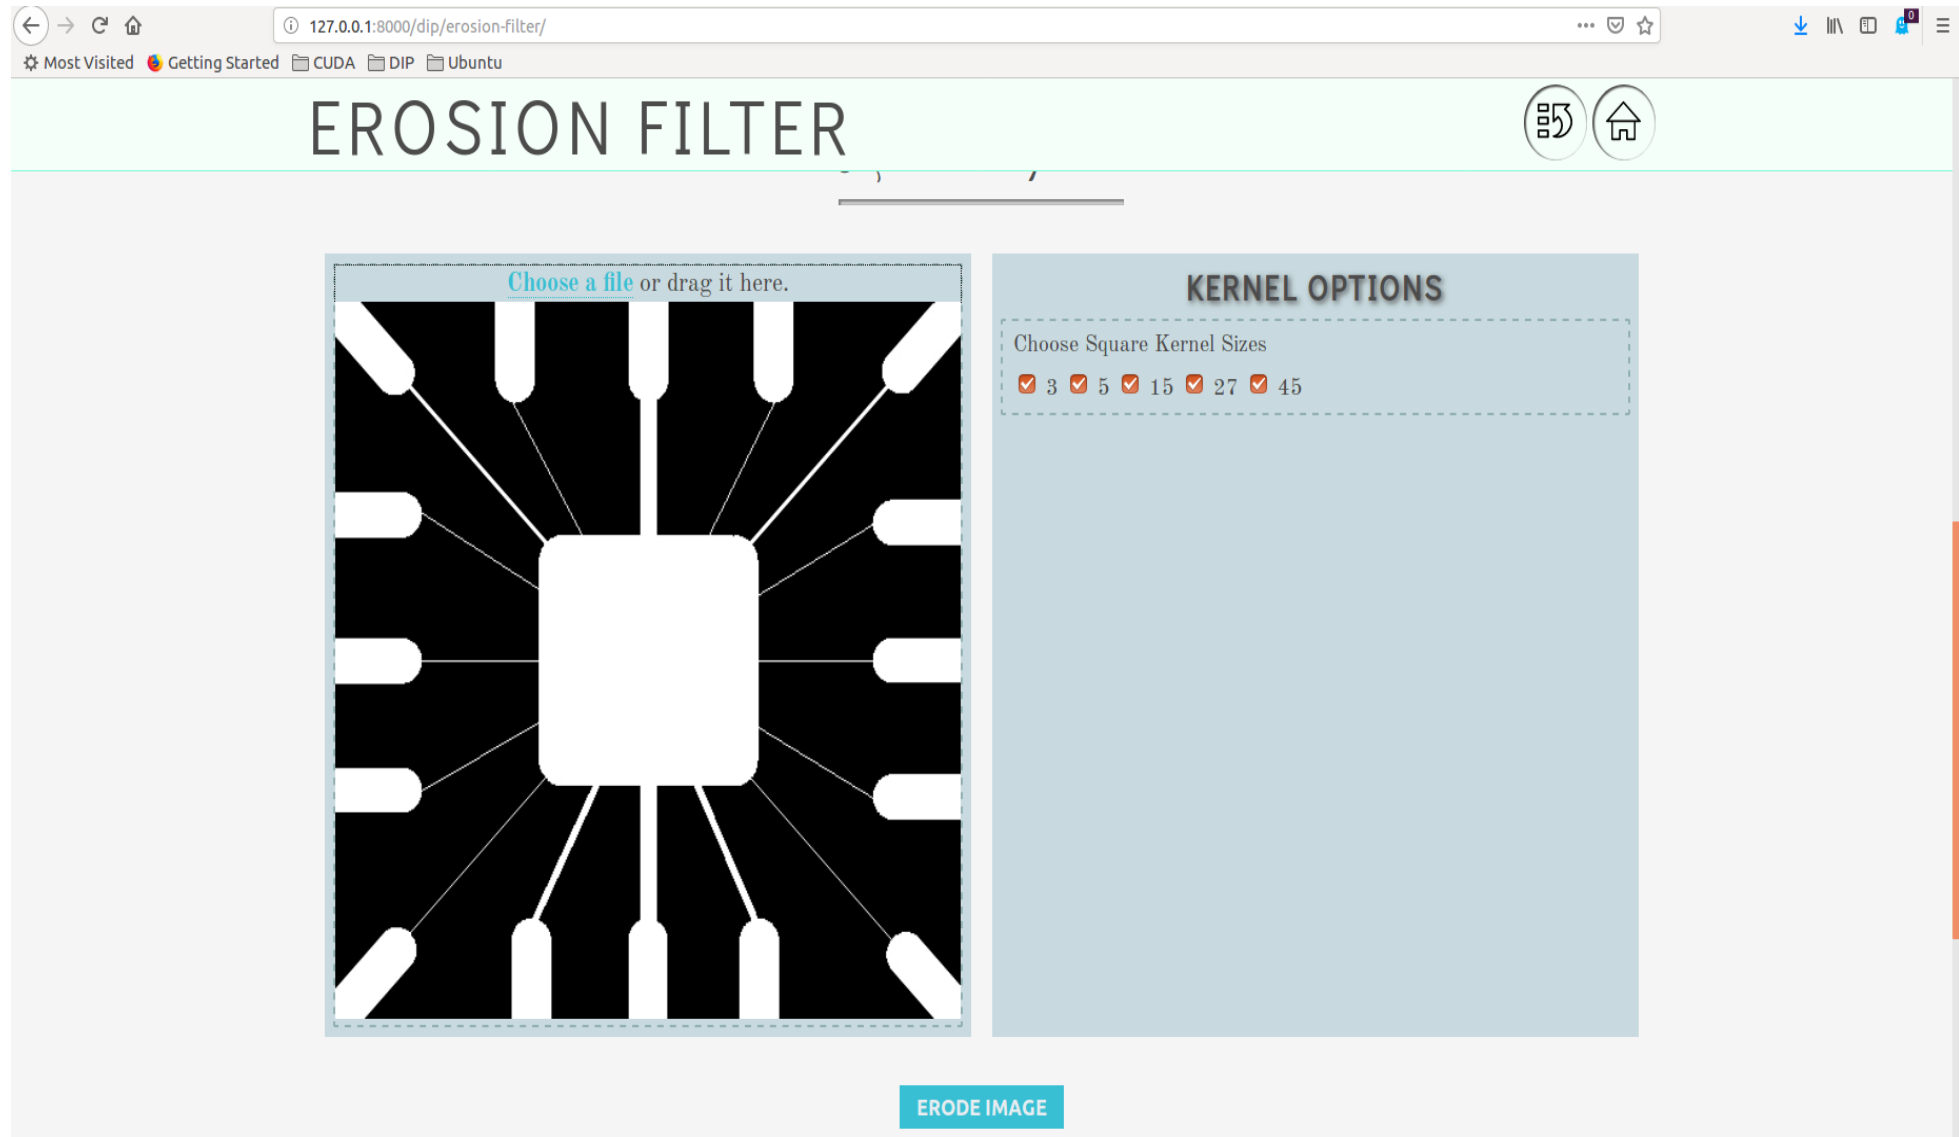 127.0.0.1:8000/dip/erosion-filter/
0
Most Visited Getting Started CUDA DIP Ubuntu
EROSION FILTER
Choose a file or drag it here.
KERNEL OPTIONS
Choose Square Kernel Sizes
3 5 15 27 45
ERODE IMAGE